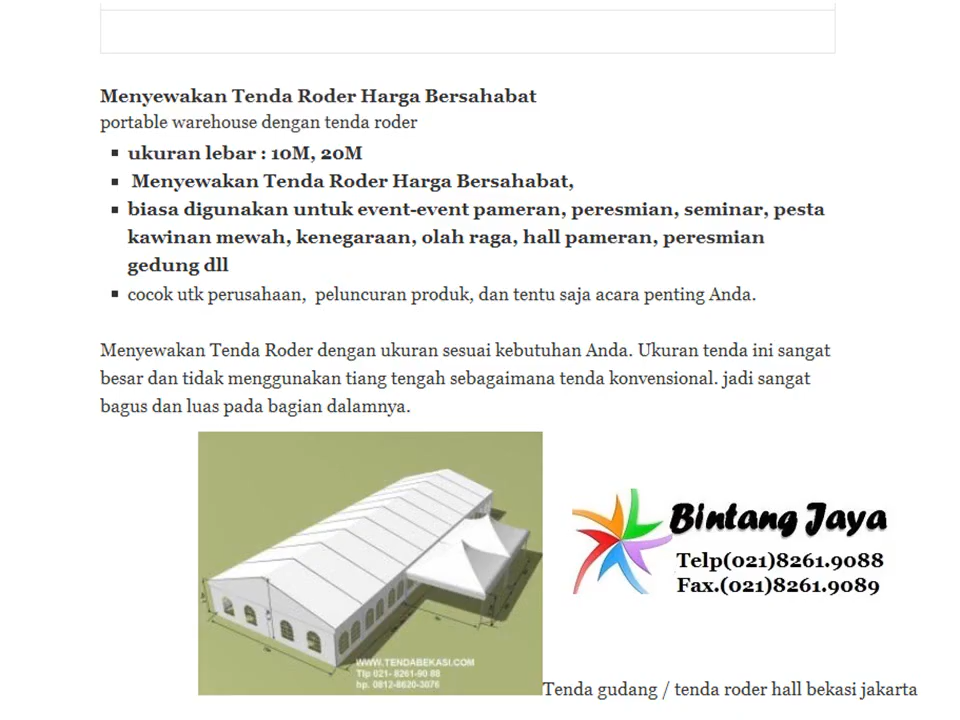 Menyewakan Tenda Roder Harga Bersahabat
portable warehouse dengan tenda roder
ukuran lebar : 10M, 20M
Menyewakan Tenda Roder Harga Bersahabat,
biasa digunakan untuk event-event pameran, peresmian, seminar, pesta
kawinan mewah, kenegaraan, olah raga, hall pameran, peresmian
gedung dll
cocok utk perusahaan, peluncuran produk, dan tentu saja acara penting Anda.
Menyewakan Tenda Roder dengan ukuran sesuai kebutuhan Anda. Ukuran tenda ini sangat
besar dan tidak menggunakan tiang tengah sebagaimana tenda konvensional. jadi sangat
bagus dan luas pada bagian dalamnya.
Bintang Jaya
Telp(021)8261.9088
Fax.(021)8261.9089
WWW.TENDABEKASI.COM
Tlp 021- 8261-90 88
hp. 0812-8620-3076
Tenda gudang / tenda roder hall bekasi jakarta